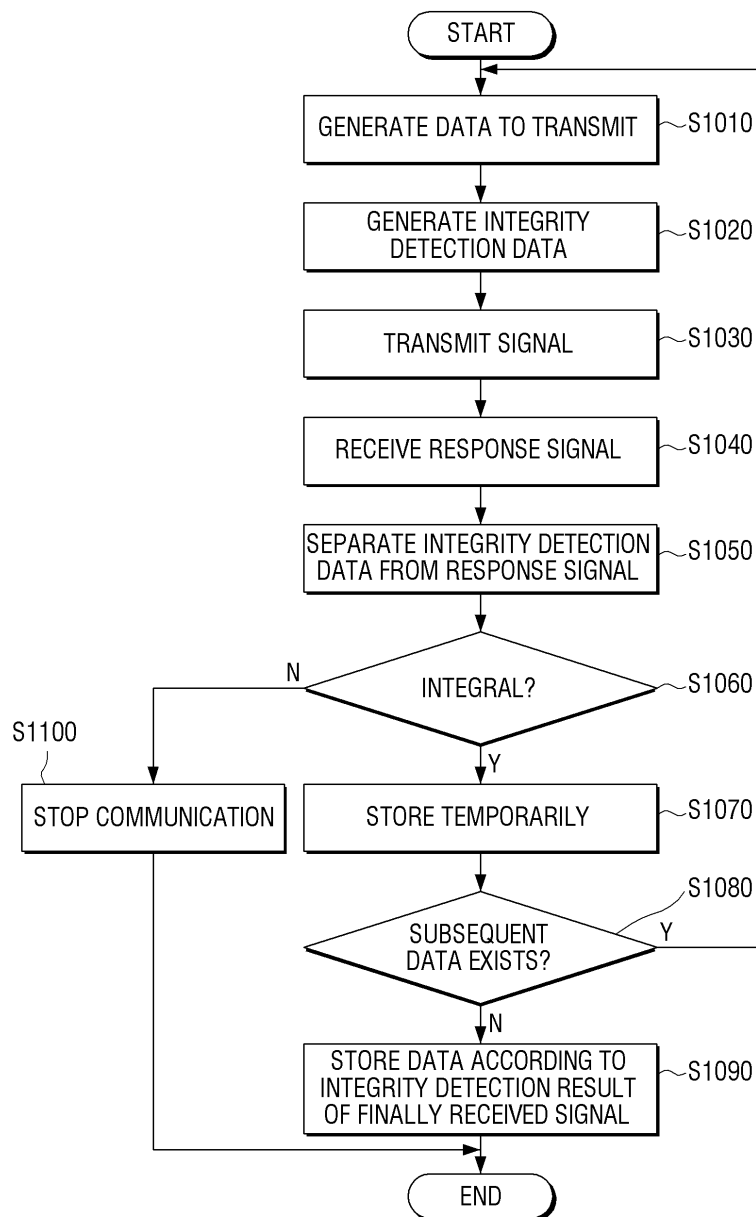 START
GENERATE DATA TO TRANSMIT
S1010
GENERATE INTEGRITY
DETECTION DATA
S1020
TRANSMIT SIGNAL
S1030
RECEIVE RESPONSE SIGNAL
S1040
SEPARATE INTEGRITY DETECTION
DATA FROM RESPONSE SIGNAL
S1050
INTEGRAL?
S1060
N
Y
S1100
STOP COMMUNICATION
STORE TEMPORARILY
S1070
S1080
SUBSEQUENT
DATA EXISTS?
Y
N
STORE DATA ACCORDING TO
INTEGRITY DETECTION RESULT
OF FINALLY RECEIVED SIGNAL
S1090
END